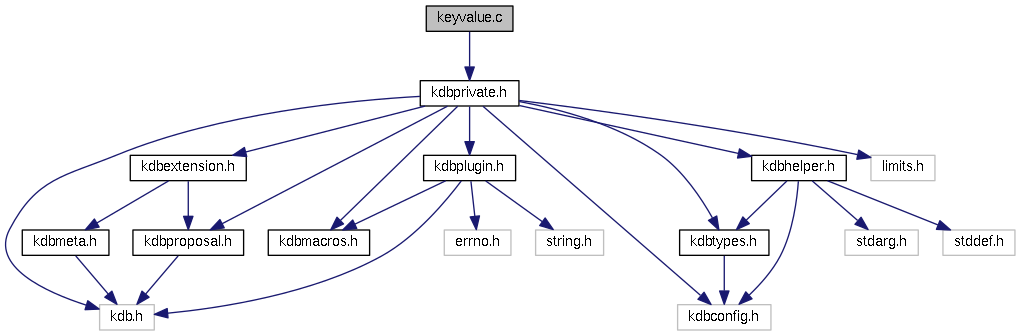 keyvalue.c
kdbprivate.h
kdbextension.h
kdbplugin.h
kdbhelper.h
limits.h
kdbmeta.h
kdbproposal.h
kdbmacros.h
errno.h
string.h
kdbtypes.h
stdarg.h
stddef.h
kdb.h
kdbconfig.h